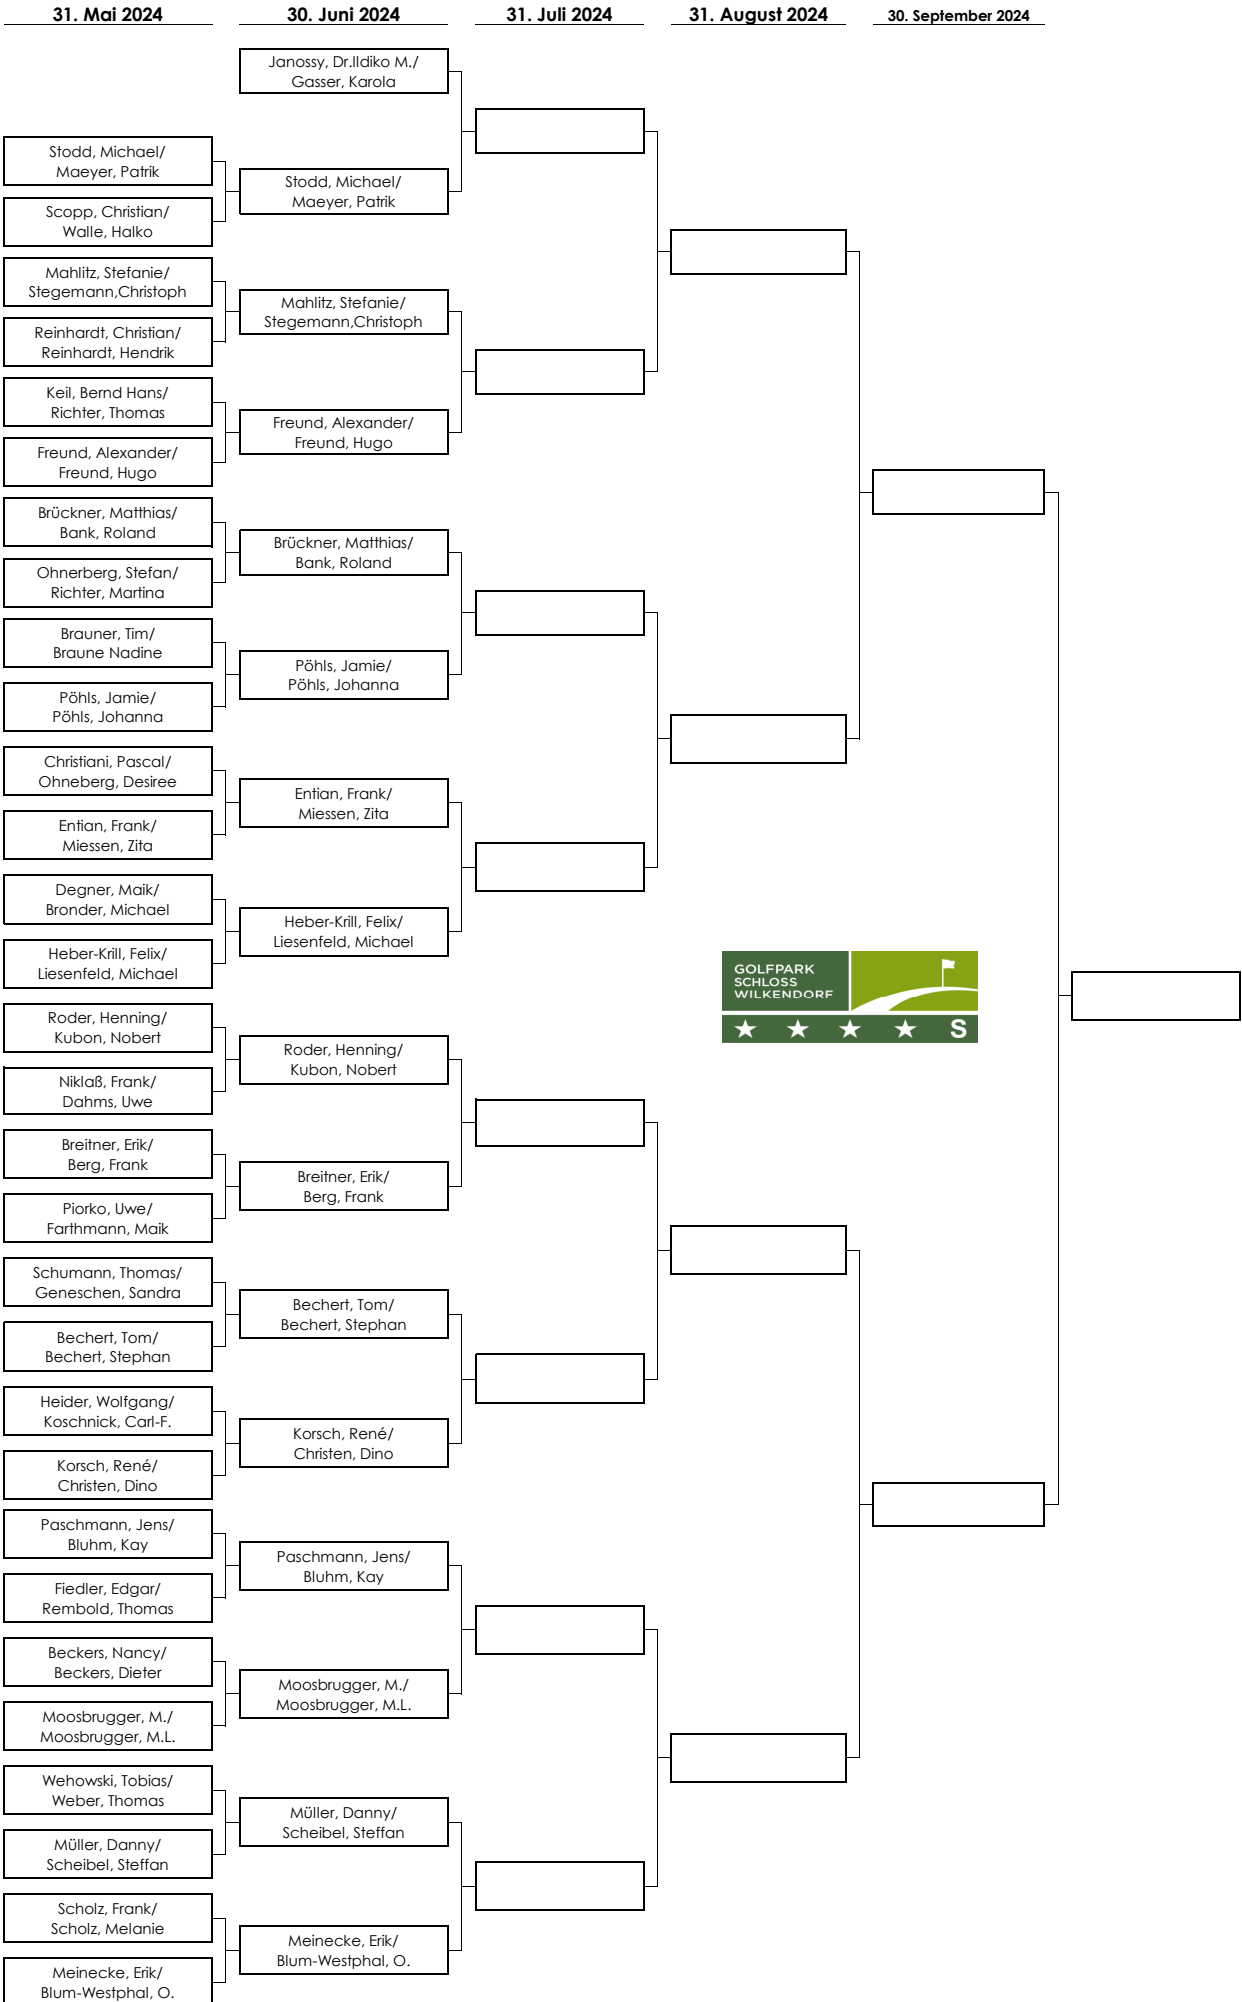 31. Mai 2024
30. Juni 2024
31. Juli 2024
31. August 2024
30. September 2024
Stodd, Michael/
Maeyer, Patrik
Scopp, Christian/
Walle, Halko
Mahlitz, Stefanie/
Stegemann,Christoph
Reinhardt, Christian/
Reinhardt, Hendrik
Keil, Bernd Hans/
Richter, Thomas
Freund, Alexander/
Freund, Hugo
Brückner, Matthias/
Bank, Roland
Ohnerberg, Stefan/
Richter, Martina
Brauner, Tim/
Braune Nadine
Pöhls, Jamie/
Pöhls, Johanna
Christiani, Pascal/
Ohneberg, Desiree
Entian, Frank/
Miessen, Zita
Degner, Maik/
Bronder, Michael
Heber-Krill, Felix/
Liesenfeld, Michael
Roder, Henning/
Kubon, Nobert
Niklaß, Frank/
Dahms, Uwe
Breitner, Erik/
Berg, Frank
Piorko, Uwe/
Farthmann, Maik
Schumann, Thomas/
Geneschen, Sandra
Bechert, Tom/
Bechert, Stephan
Heider, Wolfgang/
Koschnick, Carl-F.
Korsch, René/
Christen, Dino
Paschmann, Jens/
Bluhm, Kay
Fiedler, Edgar/
Rembold, Thomas
Beckers, Nancy/
Beckers, Dieter
Moosbrugger, M./
Moosbrugger, M.L.
Wehowski, Tobias/
Weber, Thomas
Müller, Danny/
Scheibel, Steffan
Scholz, Frank/
Scholz, Melanie
Meinecke, Erik/
Blum-Westphal, O.
Janossy, Dr.Ildiko M./
Gasser, Karola
Stodd, Michael/
Maeyer, Patrik
Mahlitz, Stefanie/
Stegemann,Christoph
Freund, Alexander/
Freund, Hugo
Brückner, Matthias/
Bank, Roland
Pöhls, Jamie/
Pöhls, Johanna
Entian, Frank/
Miessen, Zita
Heber-Krill, Felix/
Liesenfeld, Michael
Roder, Henning/
Kubon, Nobert
Breitner, Erik/
Berg, Frank
Bechert, Tom/
Bechert, Stephan
Korsch, René/
Christen, Dino
Paschmann, Jens/
Bluhm, Kay
Moosbrugger, M./
Moosbrugger, M.L.
Müller, Danny/
Scheibel, Steffan
Meinecke, Erik/
Blum-Westphal, O.
GOLFPARK
SCHLOSS
WILKENDORF
S